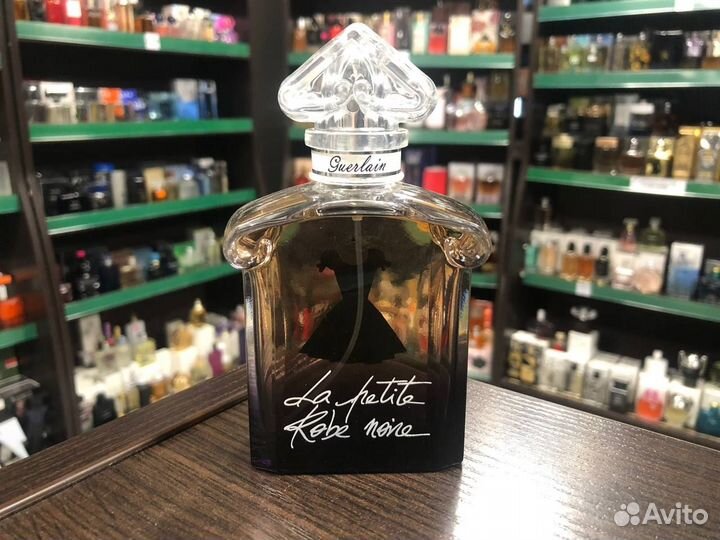 Guerlain
La petite
Robe noire
Avito